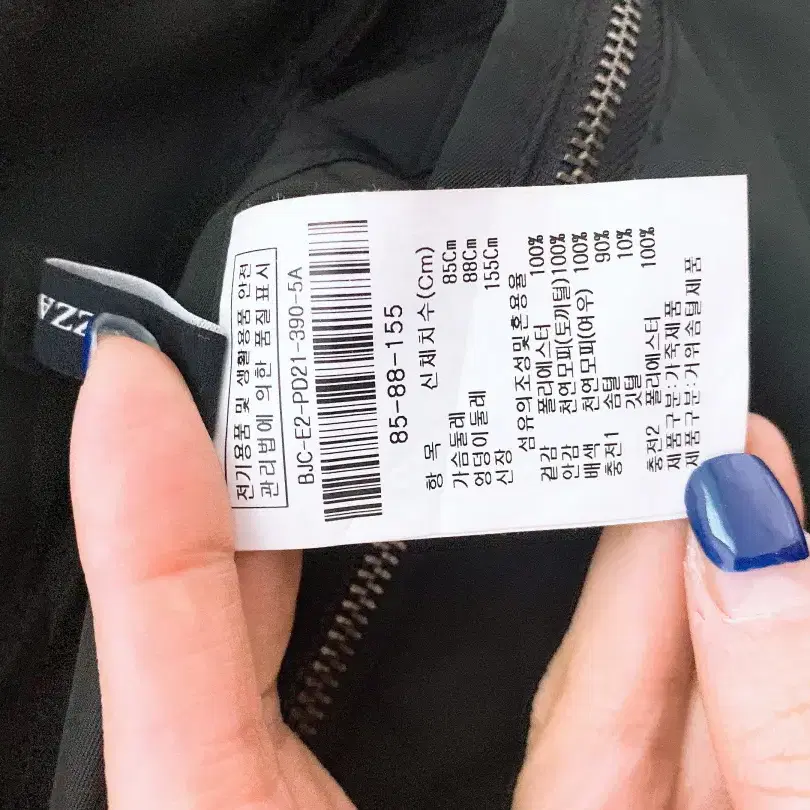 ZZA
전기용품 및 생활용품 안전
관리법에 의한 품질 표시
BJC-E2-PD21-390-5A
85-88-155
항 목 신체치수(Cm)
가슴둘레 85Cm
엉덩이둘레 88Cm
신장 155Cm
섬유의조성및혼용율
겉감 폴리에스터 100%
안감 천연모피(토끼털) 100%
배색 천연모피(여우) 100%
충전1 솜털 90%
깃털 10%
충전2 폴리에스터 100%
제품구분:가죽제품
제품구분:거위솜털제품